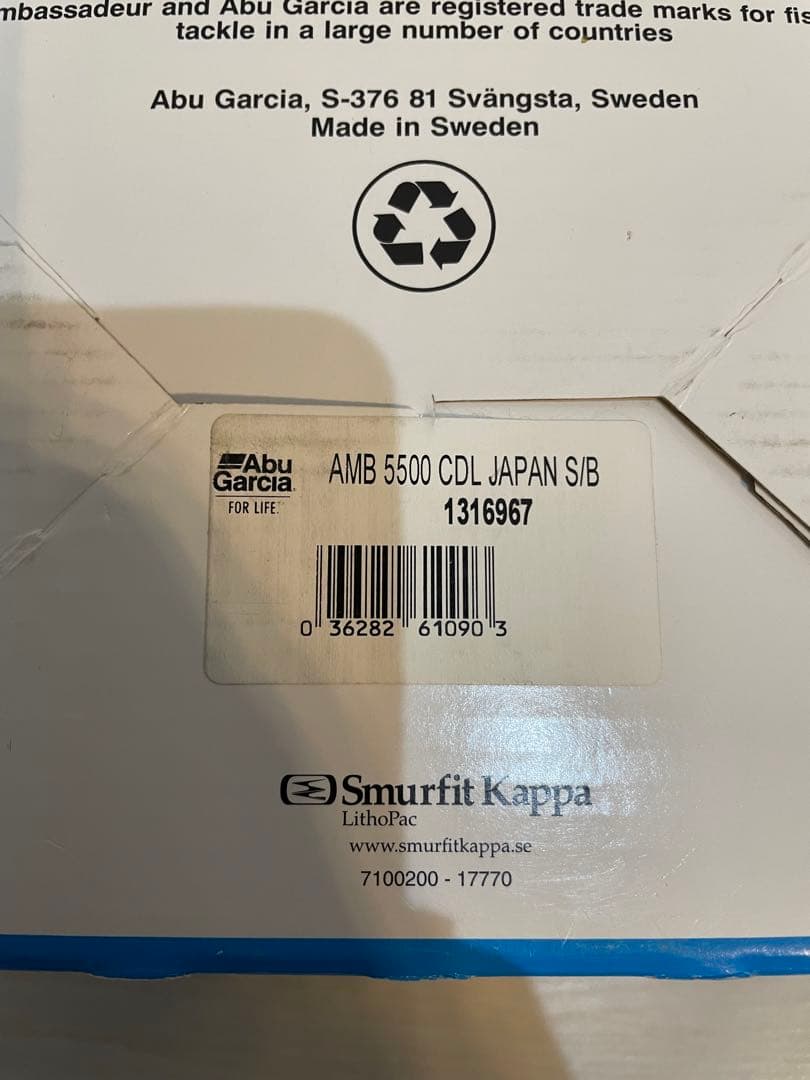 mbassadeur and Abu Garcia are registered trade marks for fis
tackle in a large number of countries
Abu Garcia, S-376 81 Svängsta, Sweden
Made in Sweden
Abu
Garcia.
FOR LIFE.
AMB 5500 CDL JAPAN S/B
1316967
0 36282 61090 3
Smurfit Kappa
LithoPac
www.smurfitkappa.se
7100200 - 17770